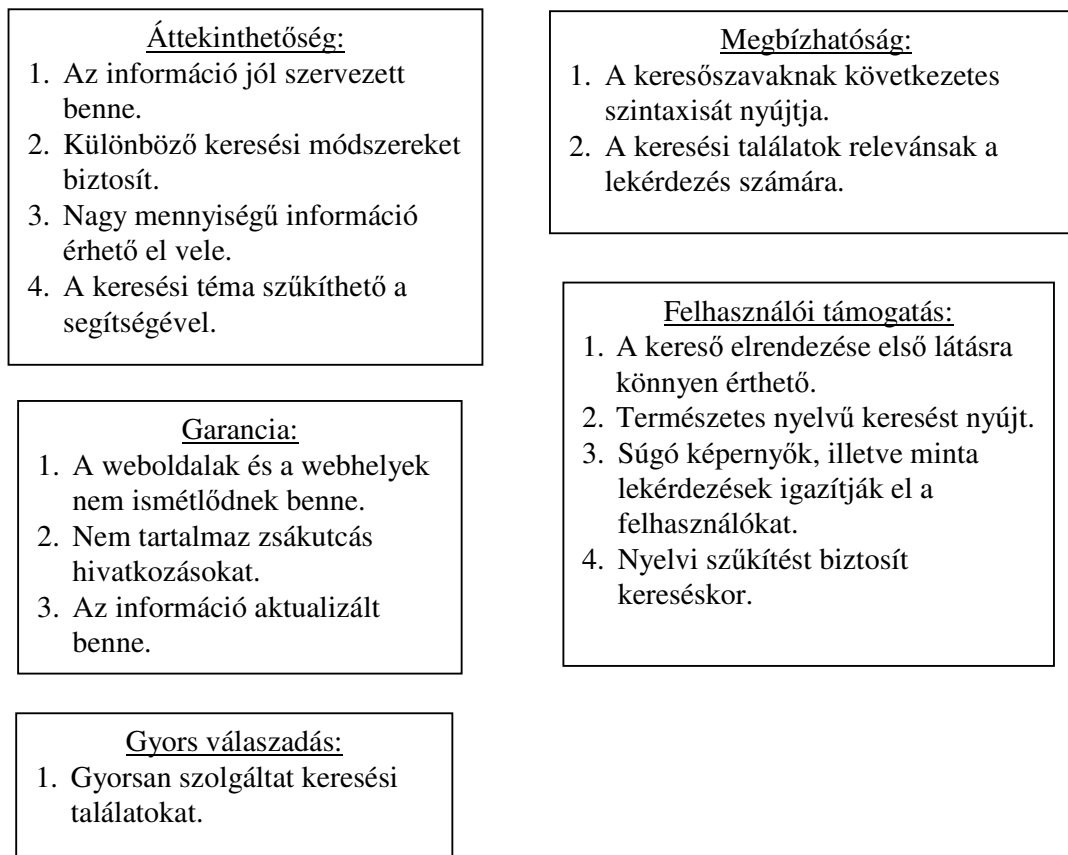 Áttekinthetőség:
1. Az információ jól szervezett
benne.
2. Különböző keresési módszereket
biztosít.
3. Nagy mennyiségű információ
érhető el vele.
4. A keresési téma szűkíthető a
segítségével.
Megbízhatóság:
1. A keresőszavaknak következetes
szintaxisát nyújtja.
2. A keresési találatok relevánsak a
lekérdezés számára.
Felhasználói támogatás:
1. A kereső elrendezése első látásra
könnyen érthető.
2. Természetes nyelvű keresést nyújt.
3. Súgó képernyők, illetve minta
lekérdezések igazítják el a
felhasználókat.
4. Nyelvi szűkítést biztosít
kereséskor.
Garancia:
1. A weboldalak és a webhelyek
nem ismétlődnek benne.
2. Nem tartalmaz zsákutcás
hivatkozásokat.
3. Az információ aktualizált
benne.
Gyors válaszadás:
1. Gyorsan szolgáltat keresési
találatokat.